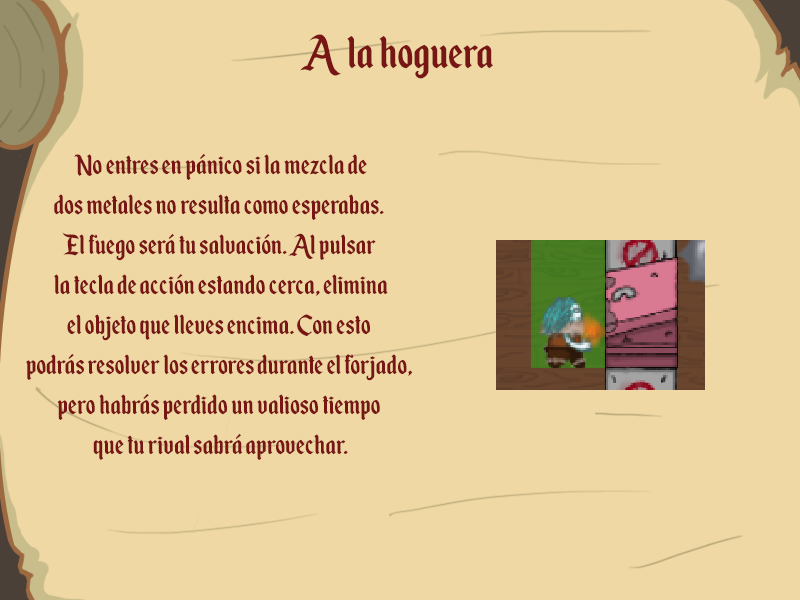 A la hoguera
No entres en pánico si la mezcla de
dos metales no resulta como esperabas.
El fuego será tu salvación. Al pulsar
la tecla de acción estando cerca, elimina
el objeto que lleves encima. Con esto
podrás resolver los errores durante el forjado,
pero habrás perdido un valioso tiempo
que tu rival sabrá aprovechar.